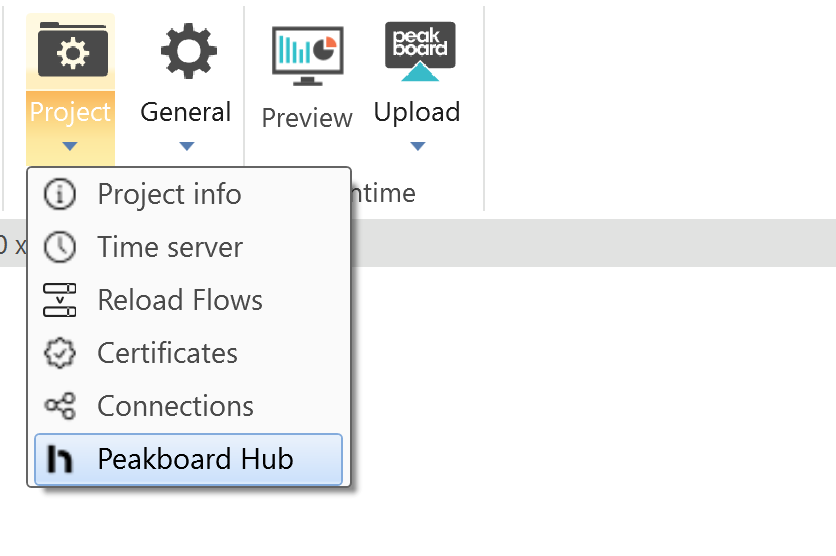 peak
board
Project
General
Preview
Upload
ntime
0 x
Project info
Time server
Reload Flows
Certificates
Connections
Peakboard Hub